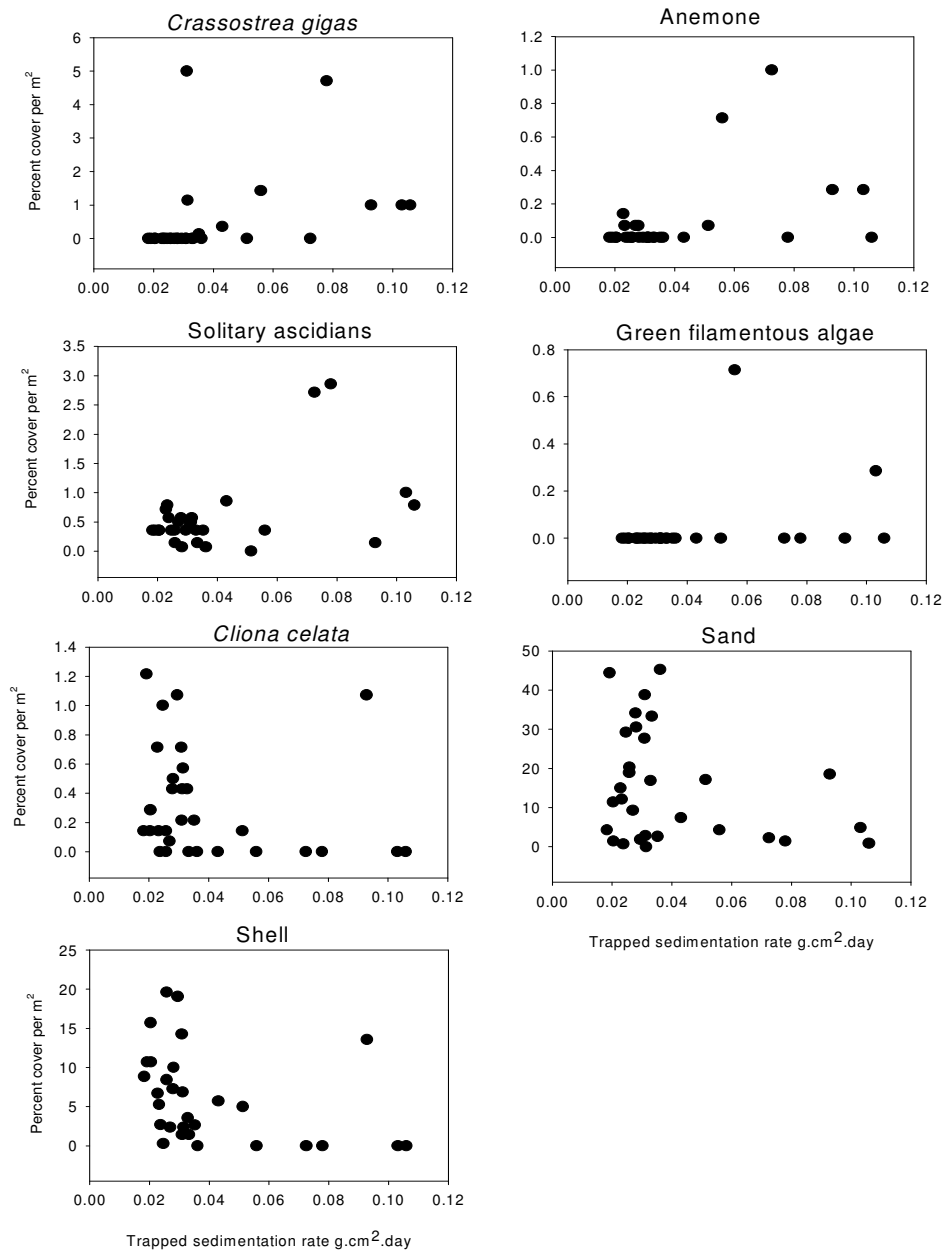 Crassostrea gigas
Percent cover per m²
6
5
4
3
2
1
0
0.00 0.02 0.04 0.06 0.08 0.10 0.12
Anemone
1.2
1.0
0.8
0.6
0.4
0.2
0.0
0.00 0.02 0.04 0.06 0.08 0.10 0.12
Solitary ascidians
Percent cover per m²
3.5
3.0
2.5
2.0
1.5
1.0
0.5
0.0
0.00 0.02 0.04 0.06 0.08 0.10 0.12
Green filamentous algae
0.8
0.6
0.4
0.2
0.0
0.00 0.02 0.04 0.06 0.08 0.10 0.12
Cliona celata
Percent cover per m²
1.4
1.2
1.0
0.8
0.6
0.4
0.2
0.0
0.00 0.02 0.04 0.06 0.08 0.10 0.12
Sand
50
40
30
20
10
0
0.00 0.02 0.04 0.06 0.08 0.10 0.12
Trapped sedimentation rate g.cm².day
Shell
Percent cover per m²
25
20
15
10
5
0
0.00 0.02 0.04 0.06 0.08 0.10 0.12
Trapped sedimentation rate g.cm².day